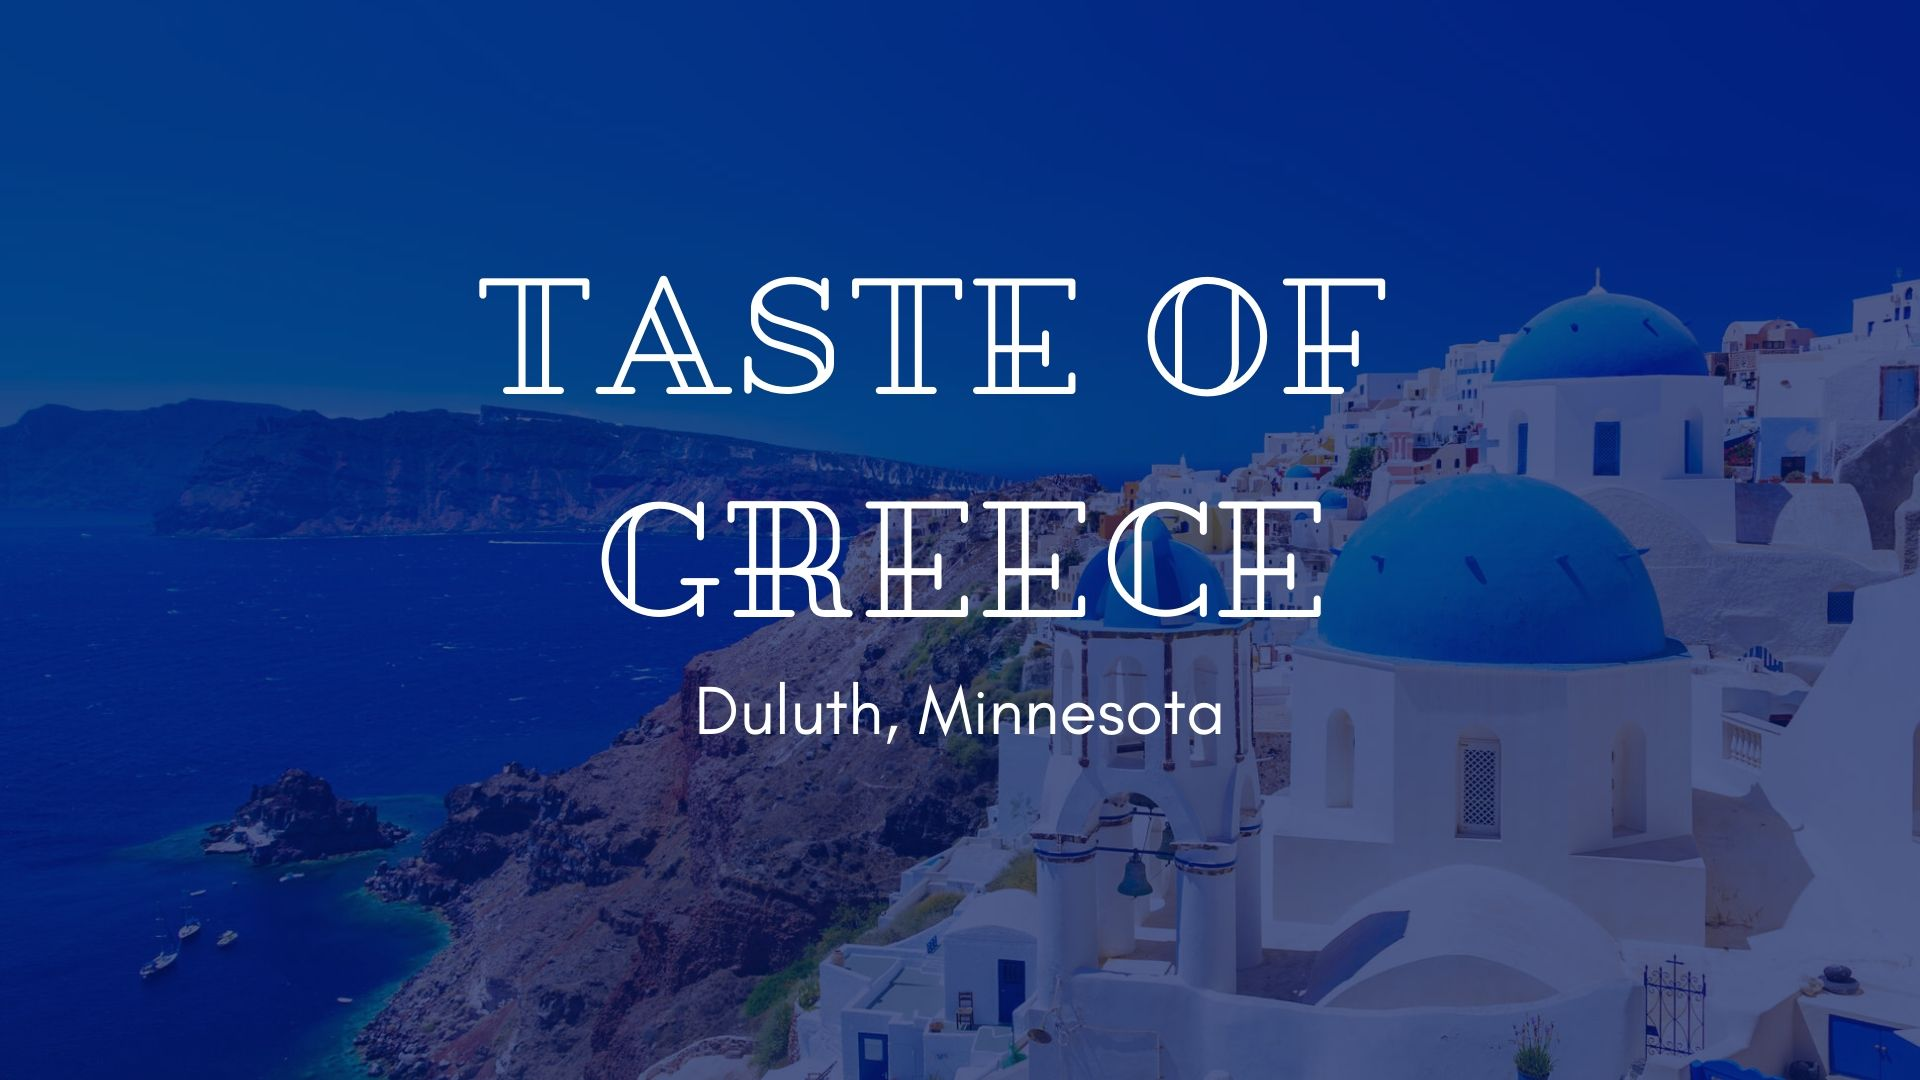 TASTE OF
GREECE
Duluth, Minnesota